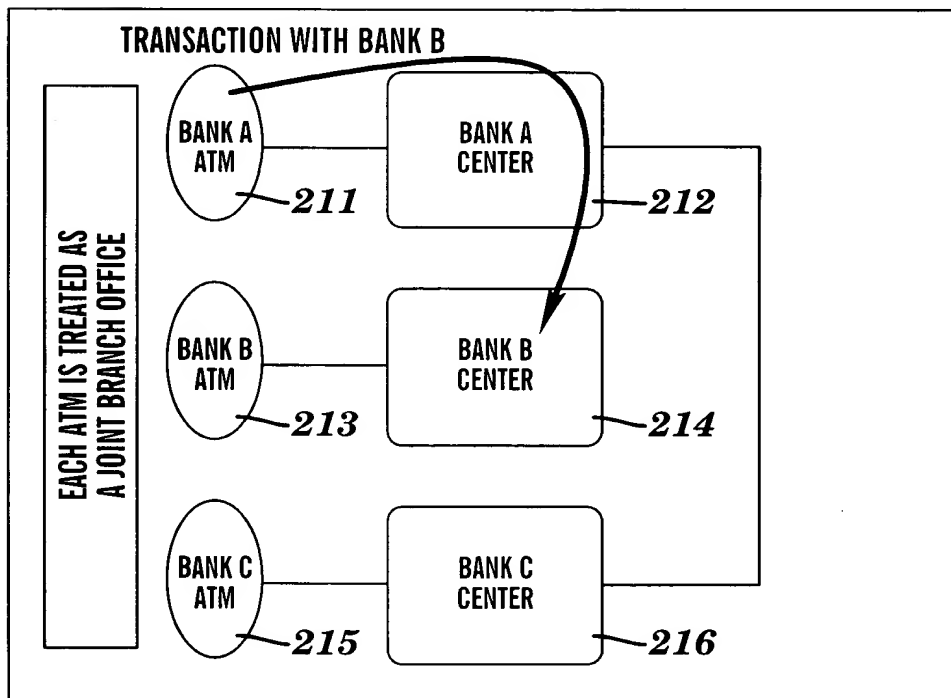 TRANSACTION WITH BANK B
EACH ATM IS TREATED AS
A JOINT BRANCH OFFICE
BANK A
ATM
211
BANK A
CENTER
212
BANK B
ATM
213
BANK B
CENTER
214
BANK C
ATM
215
BANK C
CENTER
216